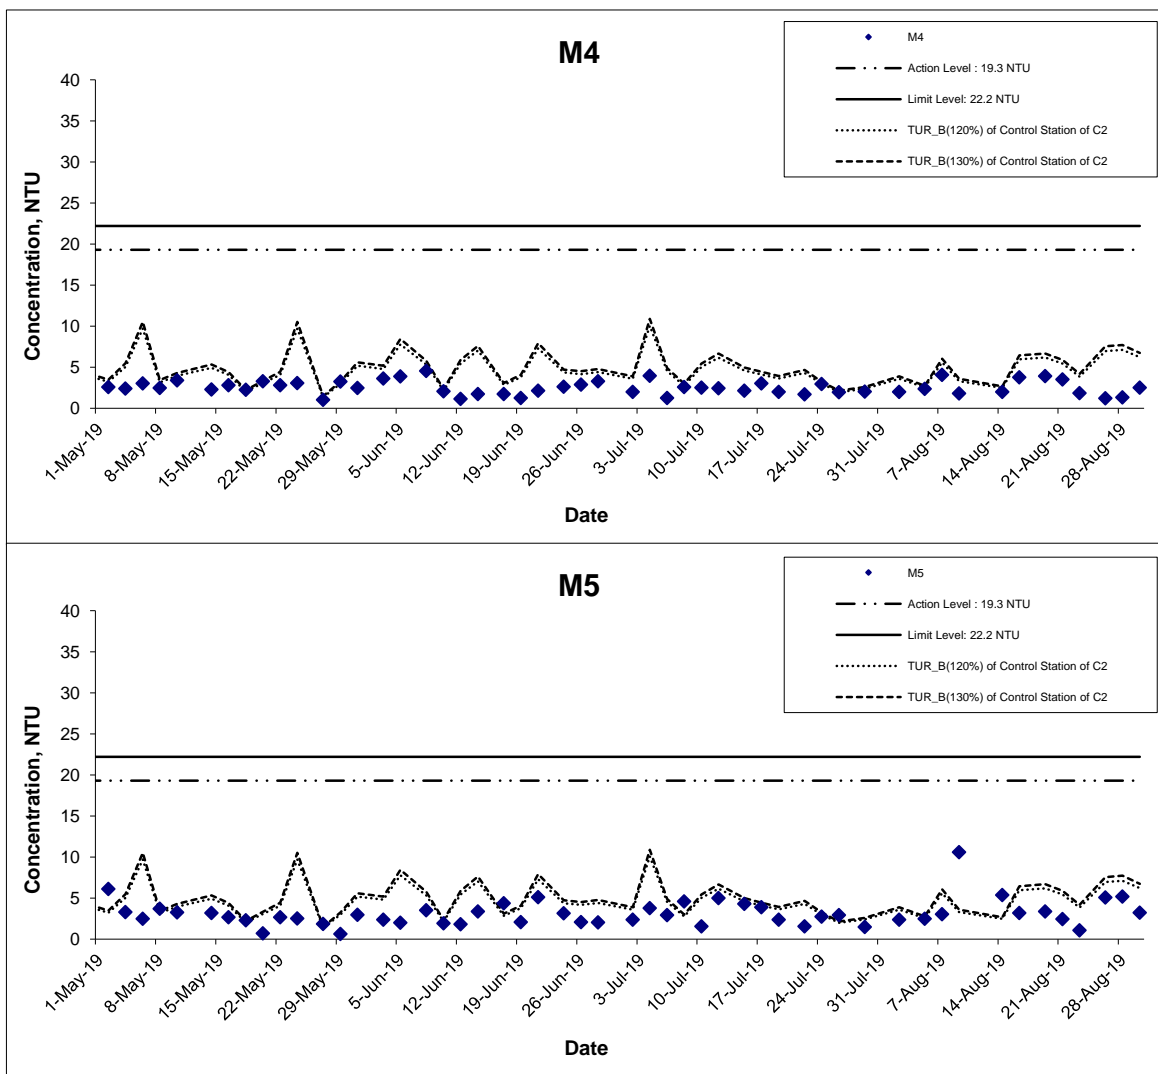 M4
M4
Action Level : 19.3 NTU
Limit Level: 22.2 NTU
TUR_B(120%) of Control Station of C2
TUR_B(130%) of Control Station of C2
Concentration, NTU
40
35
30
25
20
15
10
5
0
1-May-19
8-May-19
15-May-19
22-May-19
29-May-19
5-Jun-19
12-Jun-19
19-Jun-19
26-Jun-19
3-Jul-19
10-Jul-19
17-Jul-19
24-Jul-19
31-Jul-19
7-Aug-19
14-Aug-19
21-Aug-19
28-Aug-19
Date
M5
M5
Action Level : 19.3 NTU
Limit Level: 22.2 NTU
TUR_B(120%) of Control Station of C2
TUR_B(130%) of Control Station of C2
Concentration, NTU
40
35
30
25
20
15
10
5
0
1-May-19
8-May-19
15-May-19
22-May-19
29-May-19
5-Jun-19
12-Jun-19
19-Jun-19
26-Jun-19
3-Jul-19
10-Jul-19
17-Jul-19
24-Jul-19
31-Jul-19
7-Aug-19
14-Aug-19
21-Aug-19
28-Aug-19
Date